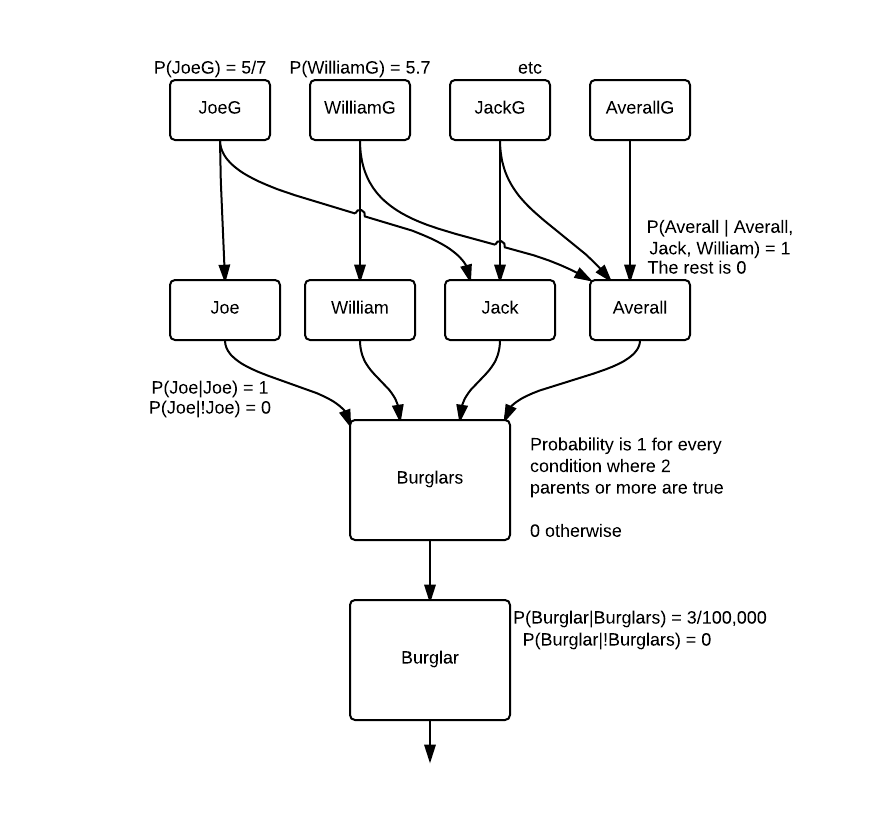 P(JoeG) = 5/7
P(WilliamG) = 5.7
etc
JoeG
WilliamG
JackG
AverallG
P(Averall | Averall,
Jack, William) = 1
The rest is 0
Joe
William
Jack
Averall
P(Joe|Joe) = 1
P(Joe|!Joe) = 0
Burglars
Probability is 1 for every
condition where 2
parents or more are true
0 otherwise
Burglar
P(Burglar|Burglars) = 3/100,000
P(Burglar|!Burglars) = 0